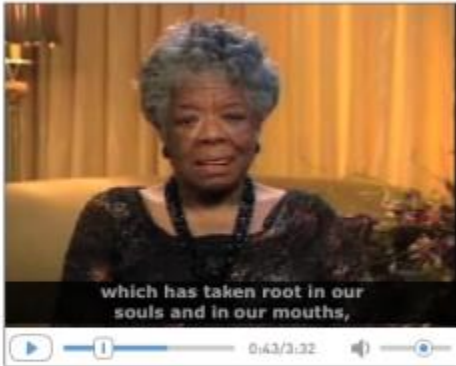 which has taken root in our
souls and in our mouths,
0:43/3:32